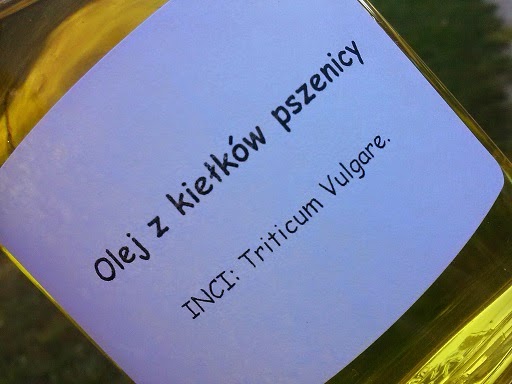 Olej z kiełków pszenicy
INCI: Triticum Vulgare.